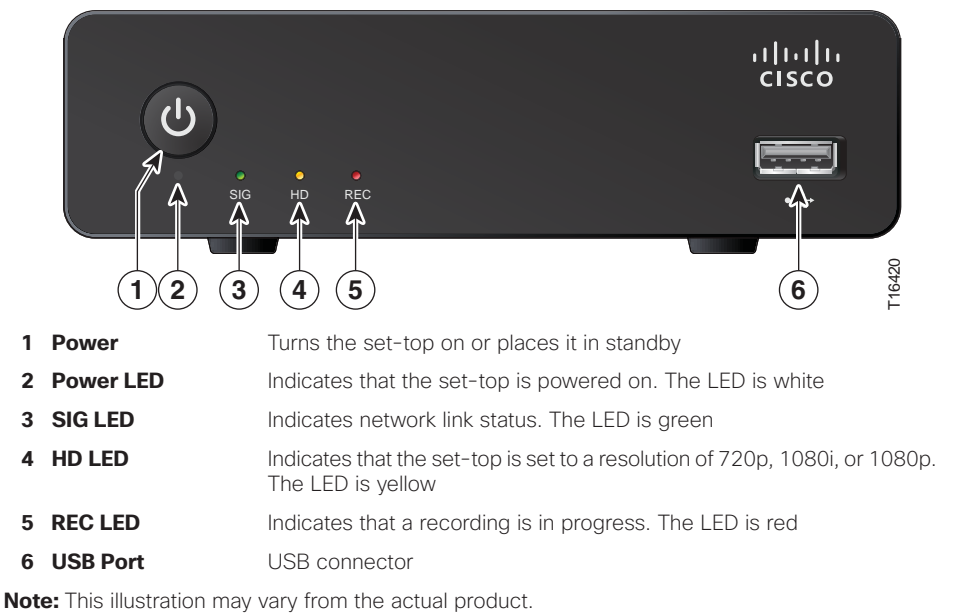 CISCO
SIG HD REC
1 2 3 4 5 6
T16420
1 Power Turns the set-top on or places it in standby
2 Power LED Indicates that the set-top is powered on. The LED is white
3 SIG LED Indicates network link status. The LED is green
4 HD LED Indicates that the set-top is set to a resolution of 720p, 1080i, or 1080p.
The LED is yellow
5 REC LED Indicates that a recording is in progress. The LED is red
6 USB Port USB connector
Note: This illustration may vary from the actual product.